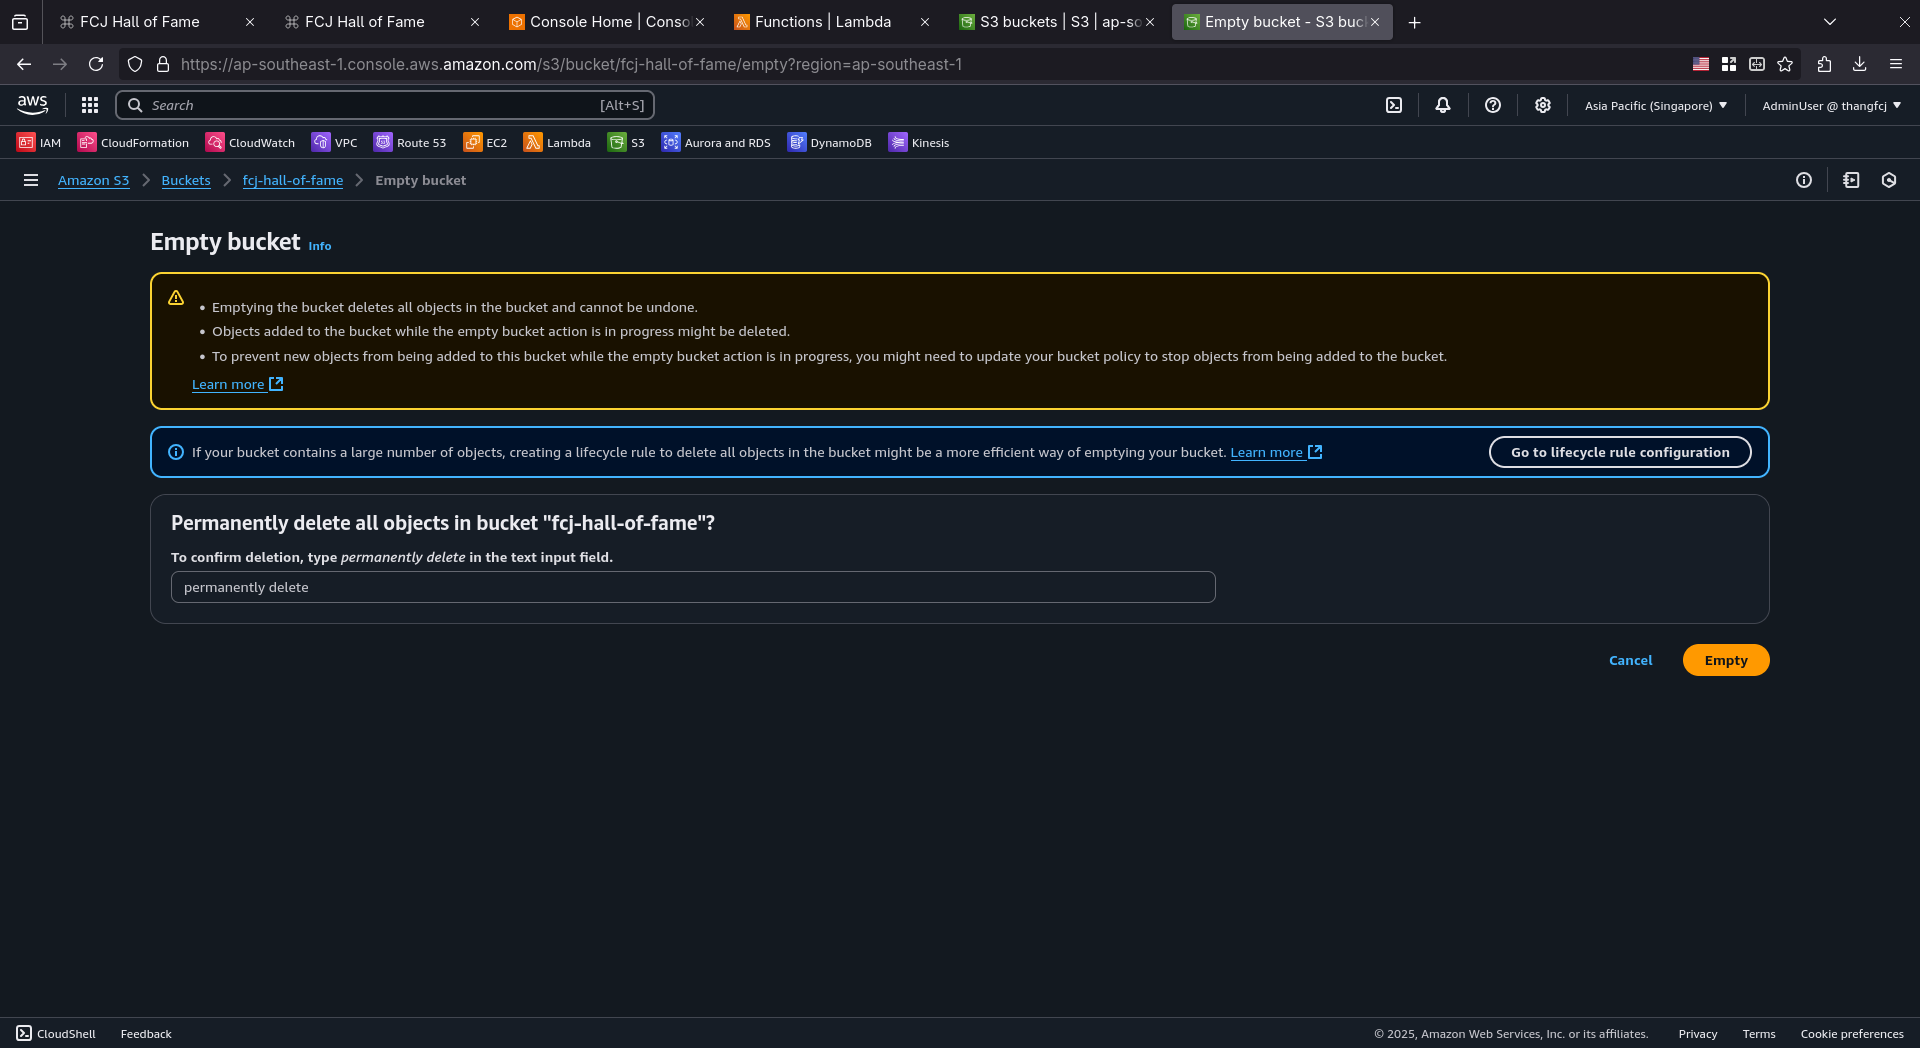 FCJ Hall of Fame
FCJ Hall of Fame
Console Home | Conso
Functions | Lambda
S3 buckets | S3 | ap-so
Empty bucket - S3 buc
https://ap-southeast-1.console.aws.amazon.com/s3/bucket/fcj-hall-of-fame/empty?region=ap-southeast-1
aws
Search
[Alt+S]
Asia Pacific (Singapore)
AdminUser @ thangfcj
IAM
CloudFormation
CloudWatch
VPC
Route 53
EC2
Lambda
S3
Aurora and RDS
DynamoDB
Kinesis
Amazon S3
Buckets
fcj-hall-of-fame
Empty bucket
Empty bucket Info
• Emptying the bucket deletes all objects in the bucket and cannot be undone.
• Objects added to the bucket while the empty bucket action is in progress might be deleted.
• To prevent new objects from being added to this bucket while the empty bucket action is in progress, you might need to update your bucket policy to stop objects from being added to the bucket.
Learn more
If your bucket contains a large number of objects, creating a lifecycle rule to delete all objects in the bucket might be a more efficient way of emptying your bucket. Learn more
Go to lifecycle rule configuration
Permanently delete all objects in bucket "fcj-hall-of-fame"?
To confirm deletion, type permanently delete in the text input field.
permanently delete
Cancel
Empty
CloudShell
Feedback
© 2025, Amazon Web Services, Inc. or its affiliates.
Privacy
Terms
Cookie preferences